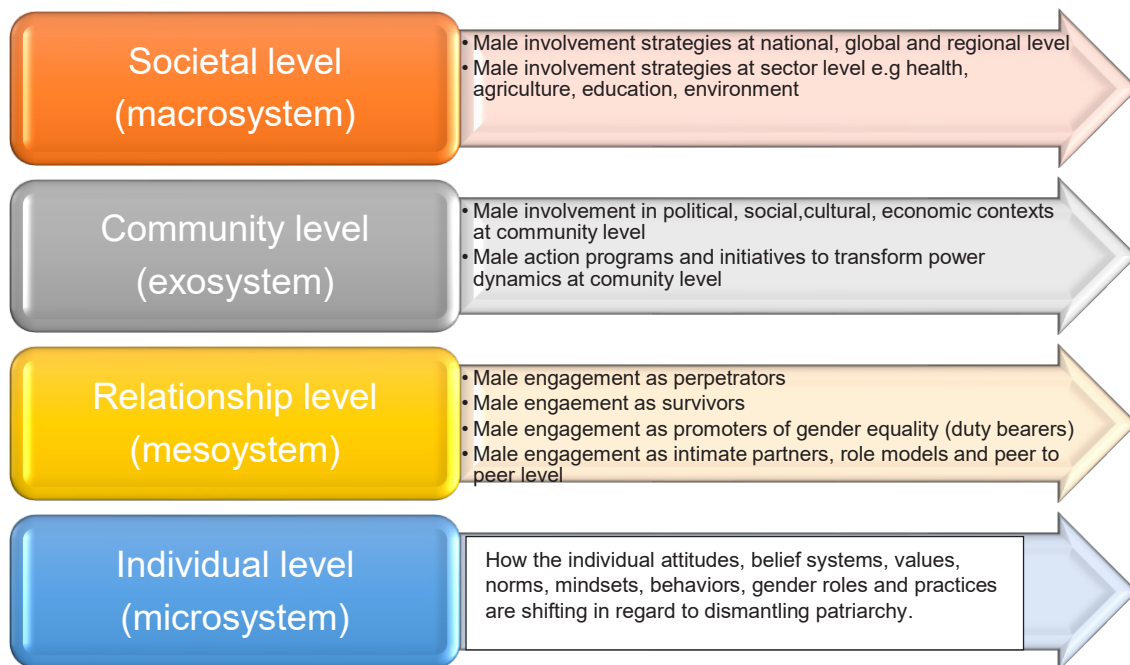 Societal level
(macrosystem)
• Male involvement strategies at national, global and regional level
• Male involvement strategies at sector level e.g health,
agriculture, education, environment
Community level
(exosystem)
• Male involvement in political, social,cultural, economic contexts
at community level
• Male action programs and initiatives to transform power
dynamics at comunity level
Relationship level
(mesoystem)
• Male engagement as perpetrators
• Male engaement as survivors
• Male engagement as promoters of gender equality (duty bearers)
• Male engagement as intimate partners, role models and peer to
peer level
Individual level
(microsystem)
How the individual attitudes, belief systems, values,
norms, mindsets, behaviors, gender roles and practices
are shifting in regard to dismantling patriarchy.